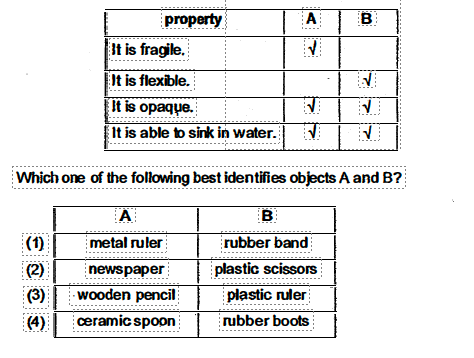 property A B
It is fragile. √
It is flexible. √
It is opaque. √ √
It is able to sink in water. √ √
Which one of the following best identifies objects A and B?
A B
(1) metal ruler rubber band
(2) newspaper plastic scissors
(3) wooden pencil plastic ruler
(4) ceramic spoon rubber boots